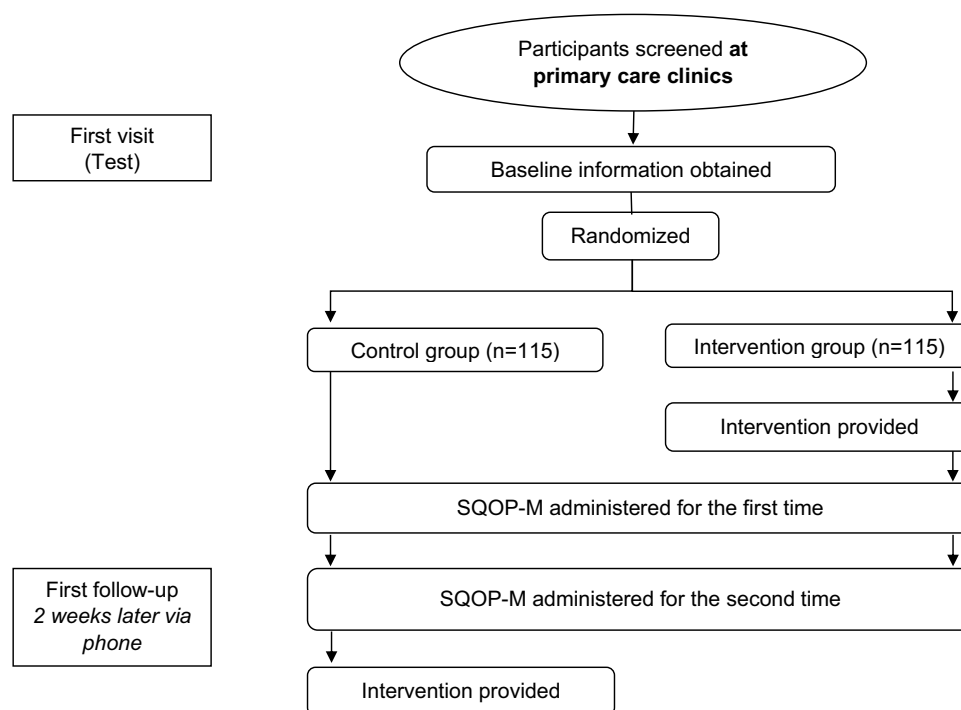 Participants screened at
primary care clinics
First visit
(Test)
Baseline information obtained
Randomized
Control group (n=115)
Intervention group (n=115)
Intervention provided
SQOP-M administered for the first time
First follow-up
2 weeks later via
phone
SQOP-M administered for the second time
Intervention provided